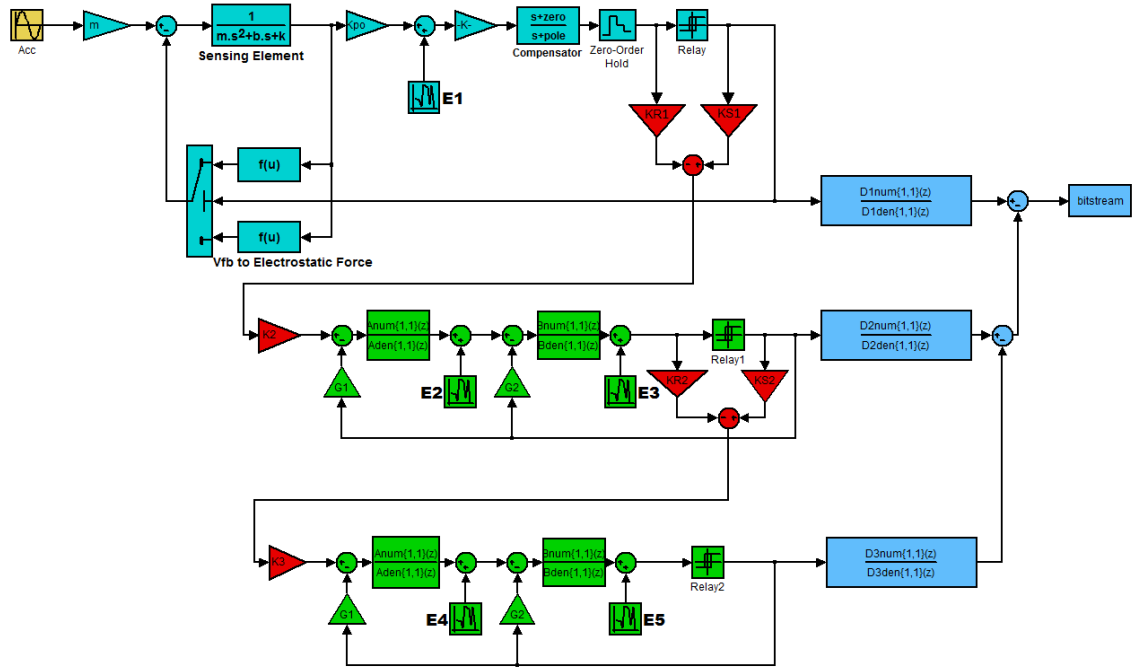 Acc
m
1
m.s²+b.s+k
Sensing Element
Kpo
E1
-K-
s+zero
s+pole
Compensator
Zero-Order
Hold
Relay
KR1
KS1
f(u)
f(u)
Vfb to Electrostatic Force
D1num{1,1}(z)
D1den{1,1}(z)
bitstream
K2
G1
Anum{1,1}(z)
Aden{1,1}(z)
E2
G2
Bnum{1,1}(z)
Bden{1,1}(z)
E3
Relay1
KR2
KS2
D2num{1,1}(z)
D2den{1,1}(z)
K3
G1
Anum{1,1}(z)
Aden{1,1}(z)
E4
G2
Bnum{1,1}(z)
Bden{1,1}(z)
E5
Relay2
D3num{1,1}(z)
D3den{1,1}(z)